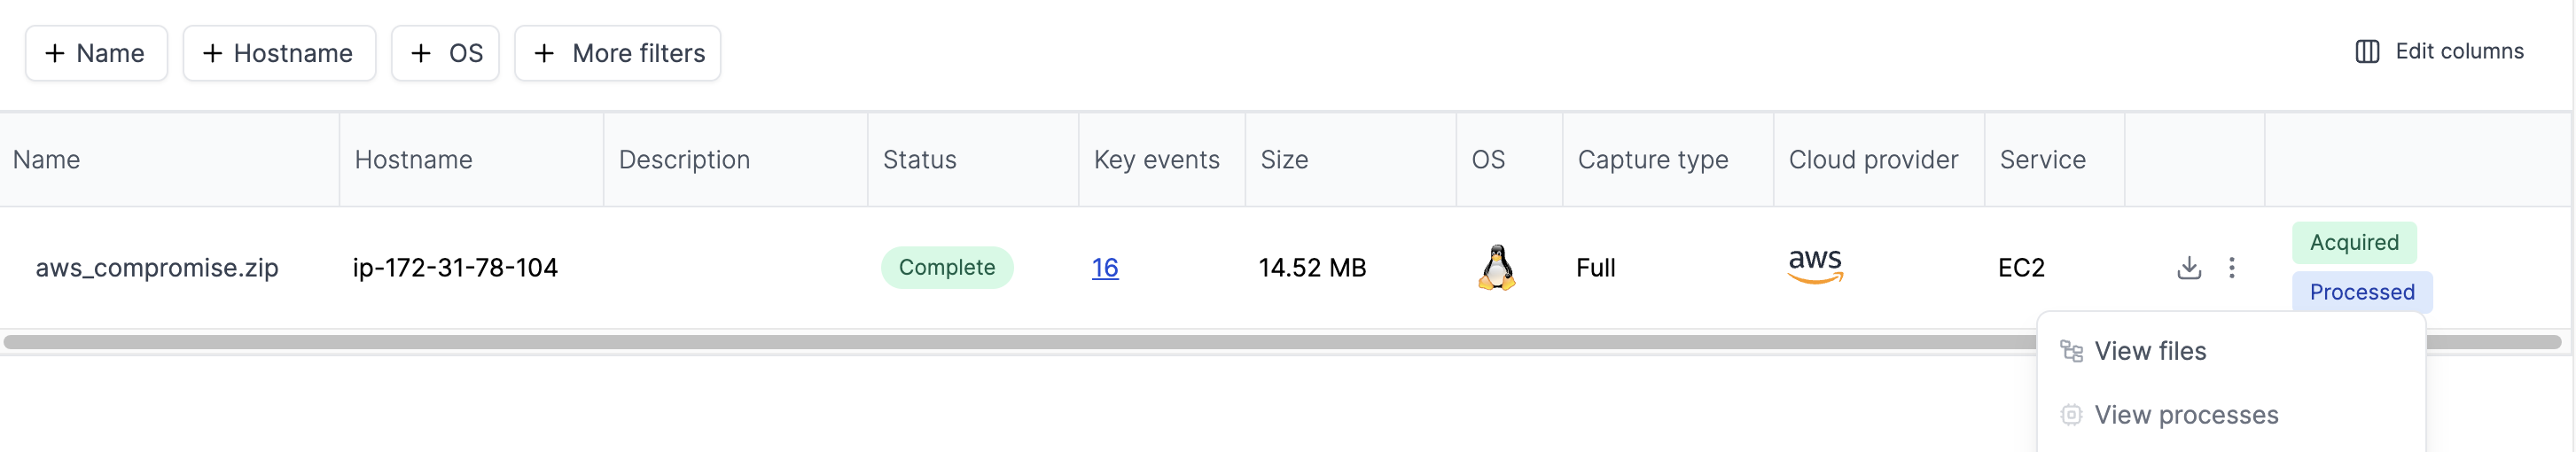 + Name + Hostname + OS + More filters Edit columns
Name Hostname Description Status Key events Size OS Capture type Cloud provider Service
aws_compromise.zip ip-172-31-78-104 Complete 16 14.52 MB Full aws EC2 Acquired
Processed
View files
View processes